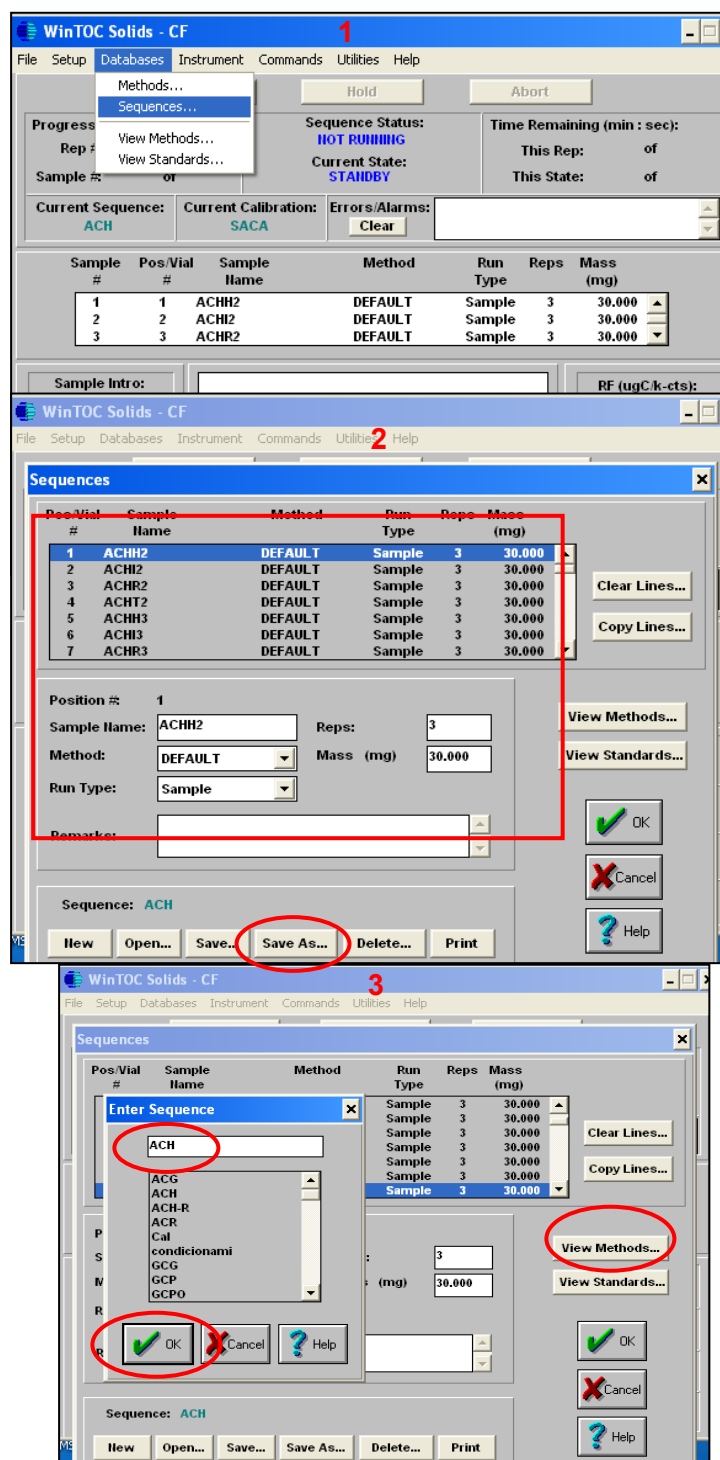 WinTOC Solids - CF 1
File Setup Databases Instrument Commands Utilities Help
Methods...
Sequences...
View Methods...
View Standards...
Hold Abort
Progress
Rep #
Sample #: of
Sequence Status:
NOT RUNNING
Current State:
STANDBY
Time Remaining (min : sec):
This Rep: of
This State: of
Current Sequence: Current Calibration: Errors/Alarms:
ACH SACA Clear
Sample Pos/Vial Sample Method Run Reps Mass
# # Name Type (mg)
1 1 ACHH2 DEFAULT Sample 3 30.000
2 2 ACHI2 DEFAULT Sample 3 30.000
3 3 ACHR2 DEFAULT Sample 3 30.000
Sample Intro: RF (ugC/k-cts):
WinTOC Solids - CF
File Setup Databases Instrument Commands Utilities Help
2
Sequences
Pos/Vial Sample Method Run Reps Mass
# Name Type (mg)
1 ACHH2 DEFAULT Sample 3 30.000
2 ACHI2 DEFAULT Sample 3 30.000
3 ACHR2 DEFAULT Sample 3 30.000
4 ACHT2 DEFAULT Sample 3 30.000
5 ACHH3 DEFAULT Sample 3 30.000
6 ACHI3 DEFAULT Sample 3 30.000
7 ACHR3 DEFAULT Sample 3 30.000
Clear Lines...
Copy Lines...
Position #: 1
Sample Name: ACHH2 Reps: 3
Method: DEFAULT Mass (mg) 30.000
Run Type: Sample
Remarks:
View Methods...
View Standards...
OK
Cancel
Help
Sequence: ACH
New Open... Save.. Save As... Delete... Print
WinTOC Solids - CF 3
File Setup Databases Instrument Commands Utilities Help
Sequences
Pos/Vial Sample Method Run Reps Mass
# Name Type (mg)
Sample 3 30.000
Sample 3 30.000
Sample 3 30.000
Sample 3 30.000
Sample 3 30.000
Sample 3 30.000
Sample 3 30.000
Clear Lines...
Copy Lines...
Enter Sequence
ACH
ACG
ACH
ACH-R
ACR
Cal
condicionami
GCG
GCP
GCPO
OK Cancel Help
P
S : 3
M (mg) 30.000
R
R
View Methods...
View Standards...
OK
Cancel
Help
Sequence: ACH
New Open... Save... Save As... Delete... Print